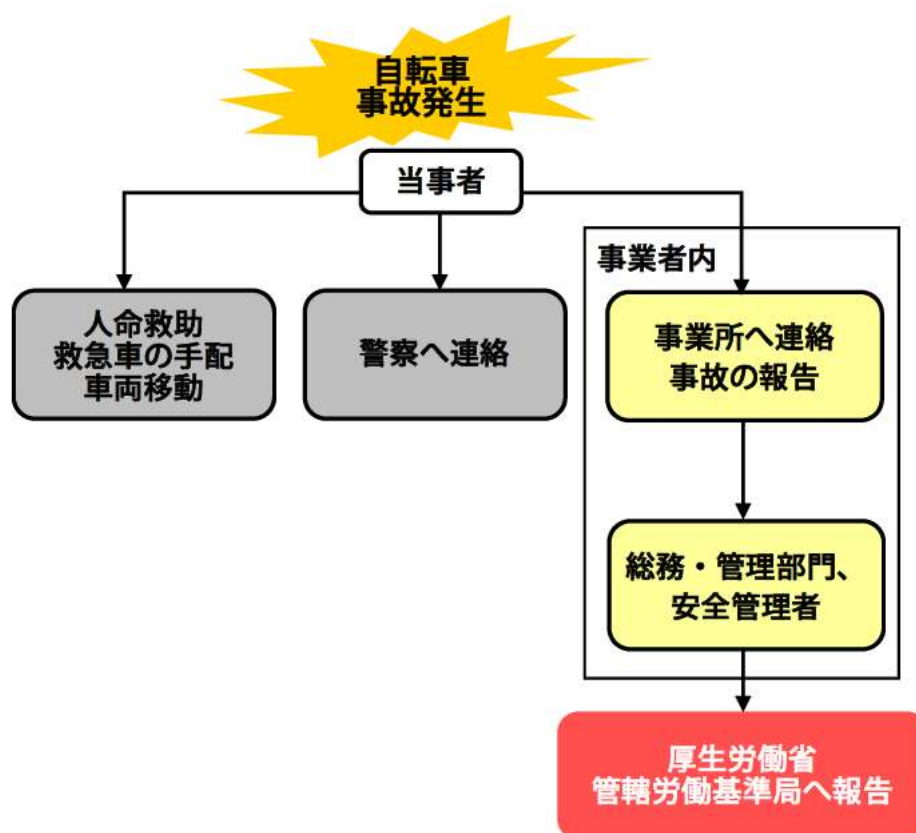 自転車
事故発生
当事者
人命救助
救急車の手配
車両移動
警察へ連絡
事業者内
事業所へ連絡
事故の報告
総務・管理部門、
安全管理者
厚生労働省
管轄労働基準局へ報告